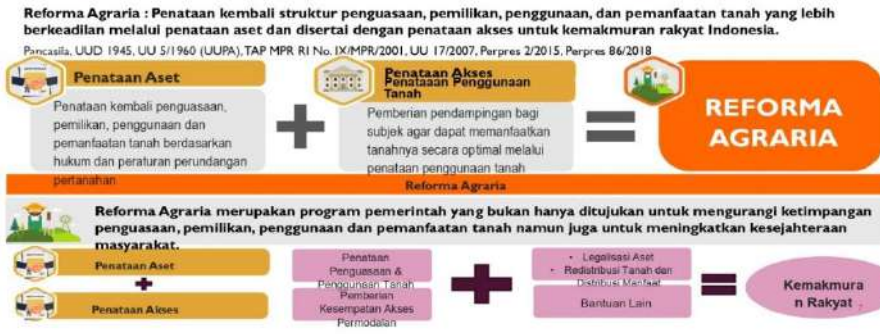 Reforma Agraria : Penataan kembali struktur penguasaan, pemilikan, penggunaan, dan pemanfaatan tanah yang lebih
berkeadilan melalui penataan aset dan disertai dengan penataan akses untuk kemakmuran rakyat Indonesia.
Pancasila, UUD 1945, UU 5/1960 (UUPA), TAP MPR RI No. IX/MPR/2001, UU 17/2007, Perpres 2/2015, Perpres 86/2018
Penataan Aset
Penataan kembali penguasaan,
pemilikan, penggunaan dan
pemanfaatan tanah berdasarkan
hukum dan peraturan perundangan
pertanahan
+
Penataan Akses
Penataaan Penggunaan
Tanah
Pemberian pendampingan bagi
subjek agar dapat memanfaatkan
tanahnya secara optimal melalui
penataan penggunaan tanah
=
REFORMA
AGRARIA
Reforma Agraria
Reforma Agraria merupakan program pemerintah yang bukan hanya ditujukan untuk mengurangi ketimpangan
penguasaan, pemilikan, penggunaan dan pemanfaatan tanah namun juga untuk meningkatkan kesejahteraan
masyarakat.
Penataan Aset
+
Penataan Akses
Penataan
Penguasaan &
Penggunaan Tanah
Pemberian
Kesempatan Akses
Permodalan
+
• Legalisasi Aset
• Redistribusi Tanah dan
Distribusi Manfaat
Bantuan Lain
=
Kemakmura
n Rakyat .